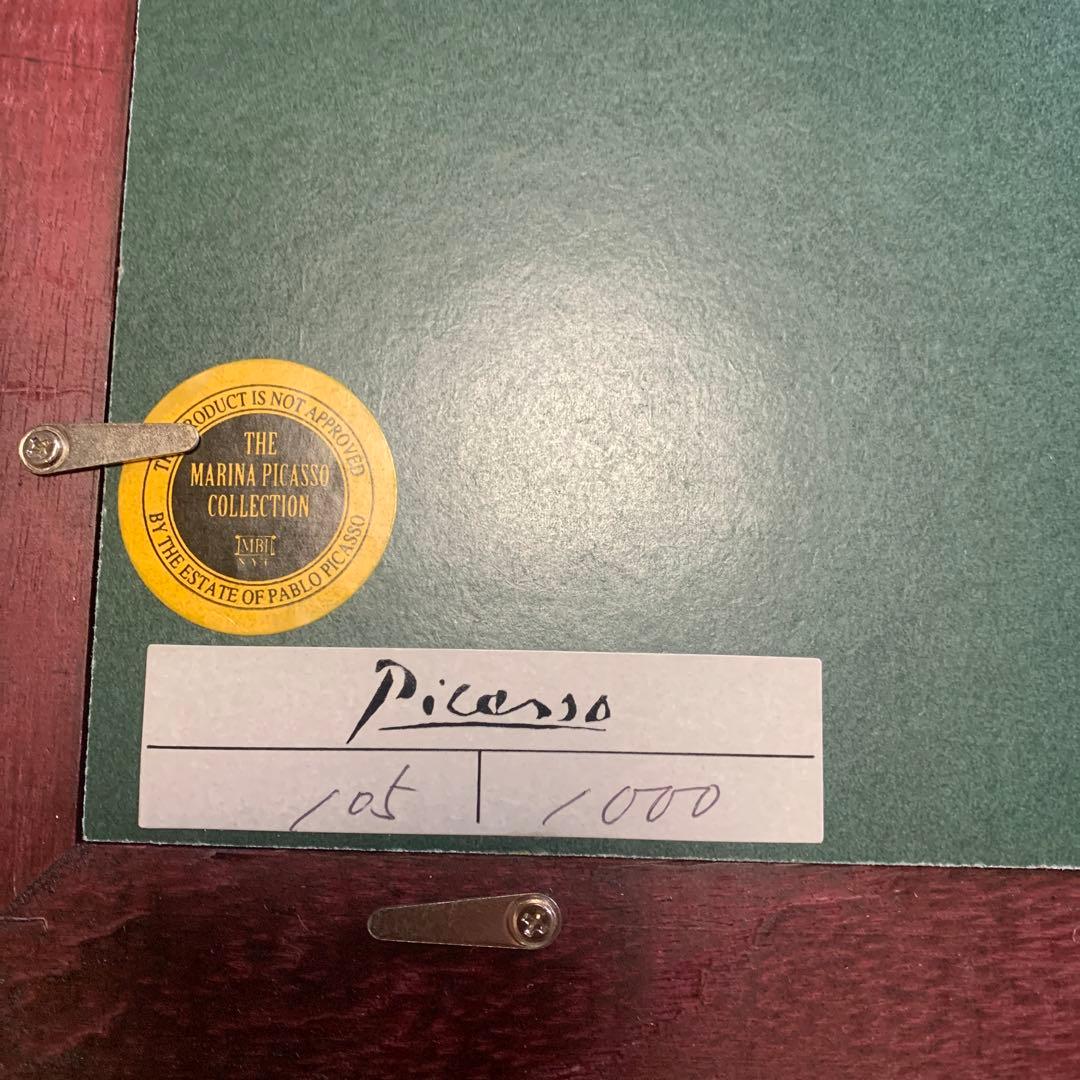 PRODUCT IS NOT APPROVED
THE
MARINA PICASSO
COLLECTION
MBI
BY THE ESTATE OF PABLO PICASSO
Picasso
105 1000